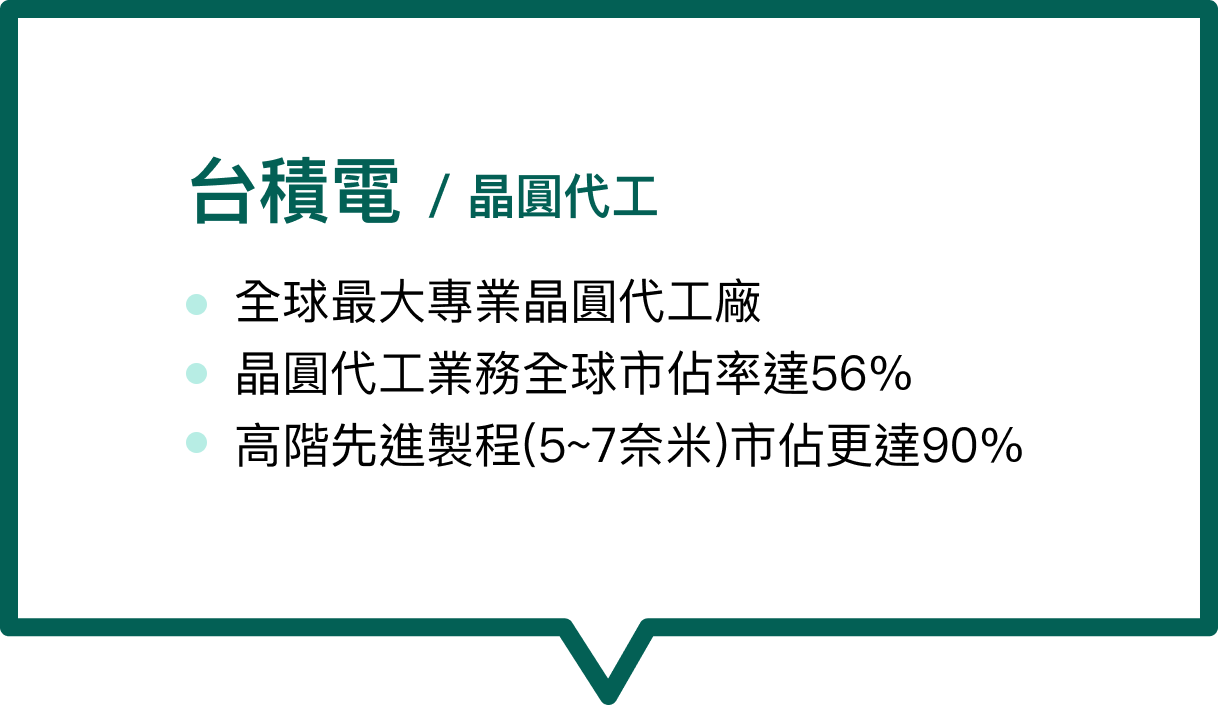 台積電 / 晶圓代工
全球最大專業晶圓代工廠
晶圓代工業務全球市佔率達56%
高階先進製程(5~7奈米)市佔更達90%